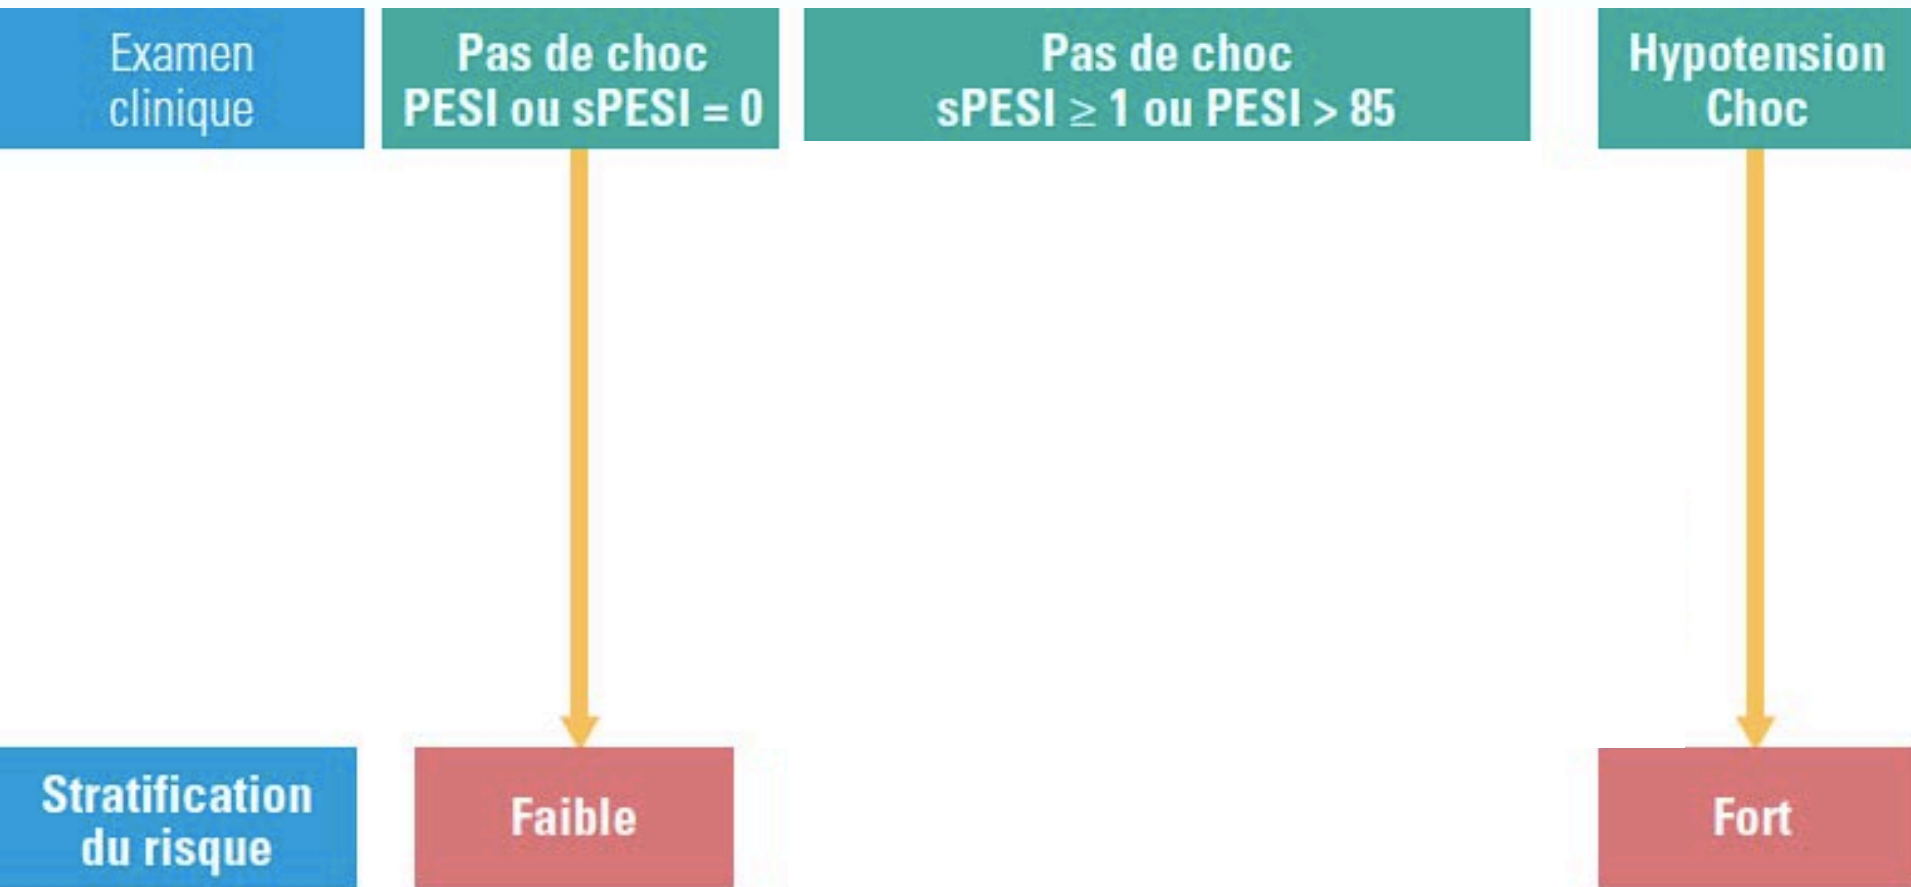 Examen
clinique
Pas de choc
PESI ou sPESI = 0
Pas de choc
sPESI ≥ 1 ou PESI > 85
Hypotension
Choc
Stratification
du risque
Faible
Fort